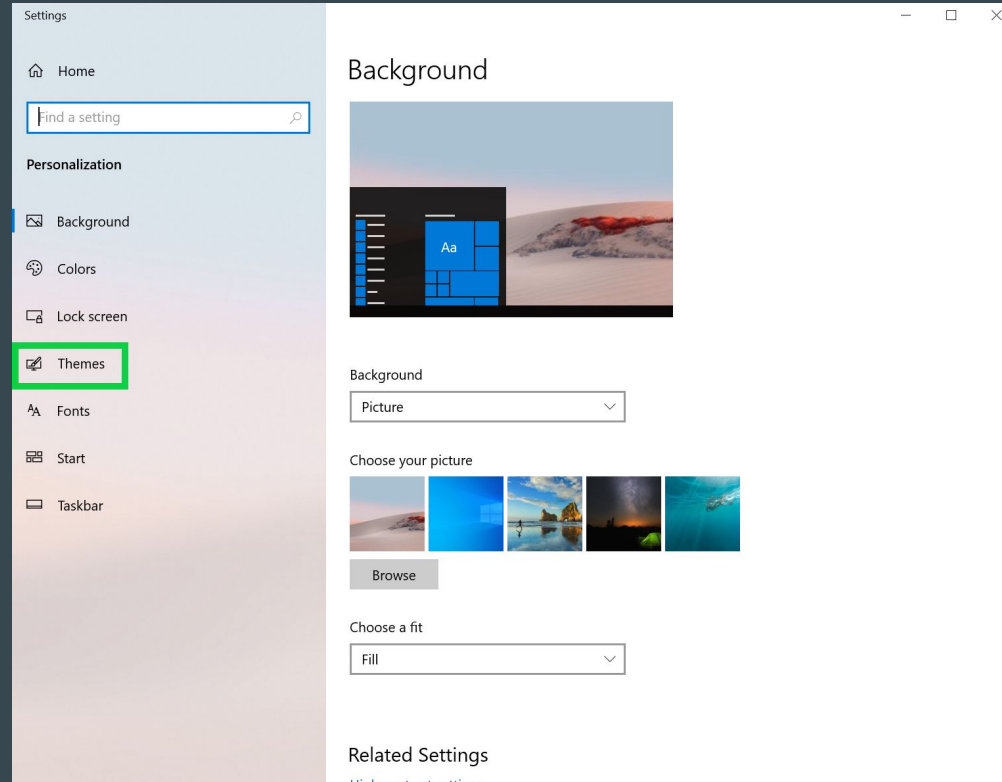 Settings
Home
Find a setting
Personalization
Background
Colors
Lock screen
Themes
Fonts
Start
Taskbar
Background
Aa
Background
Picture
Choose your picture
Browse
Choose a fit
Fill
Related Settings